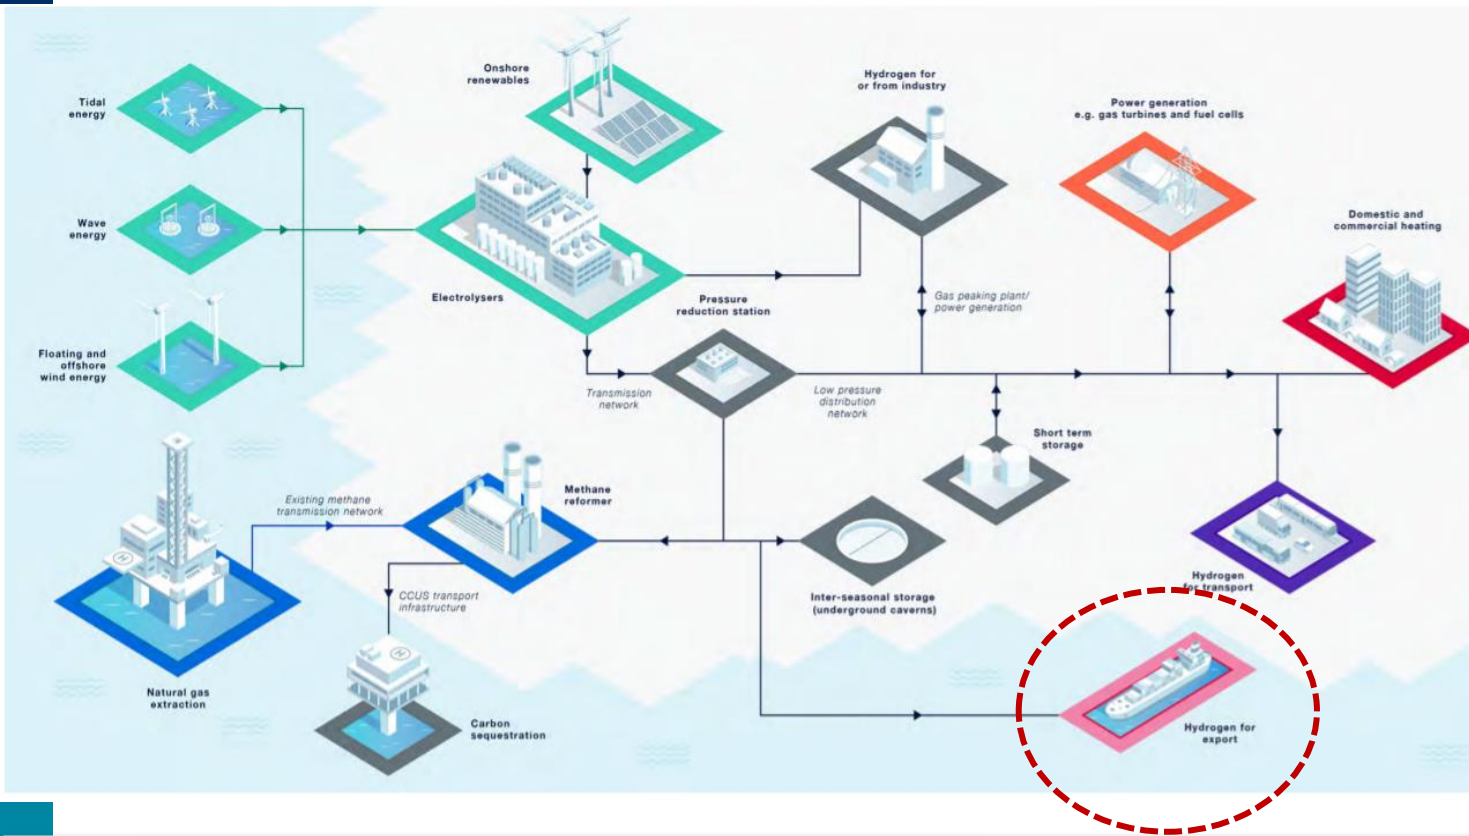 Onshore
renewables
Hydrogen for
or from industry
Power generation
e.g. gas turbines and fuel cells
Tidal
energy
Wave
energy
Domestic and
commercial heating
Electrolysers
Pressure
reduction station
Gas peaking plant/
power generation
Floating and
offshore
wind energy
Transmission
network
Low pressure
distribution
network
Short term
storage
Existing methane
transmission network
Methane
reformer
H
Hydrogen
for transport
CCUS transport
infrastructure
Inter-seasonal storage
(underground caverns)
H
Natural gas
extraction
Carbon
sequestration
Hydrogen for
export